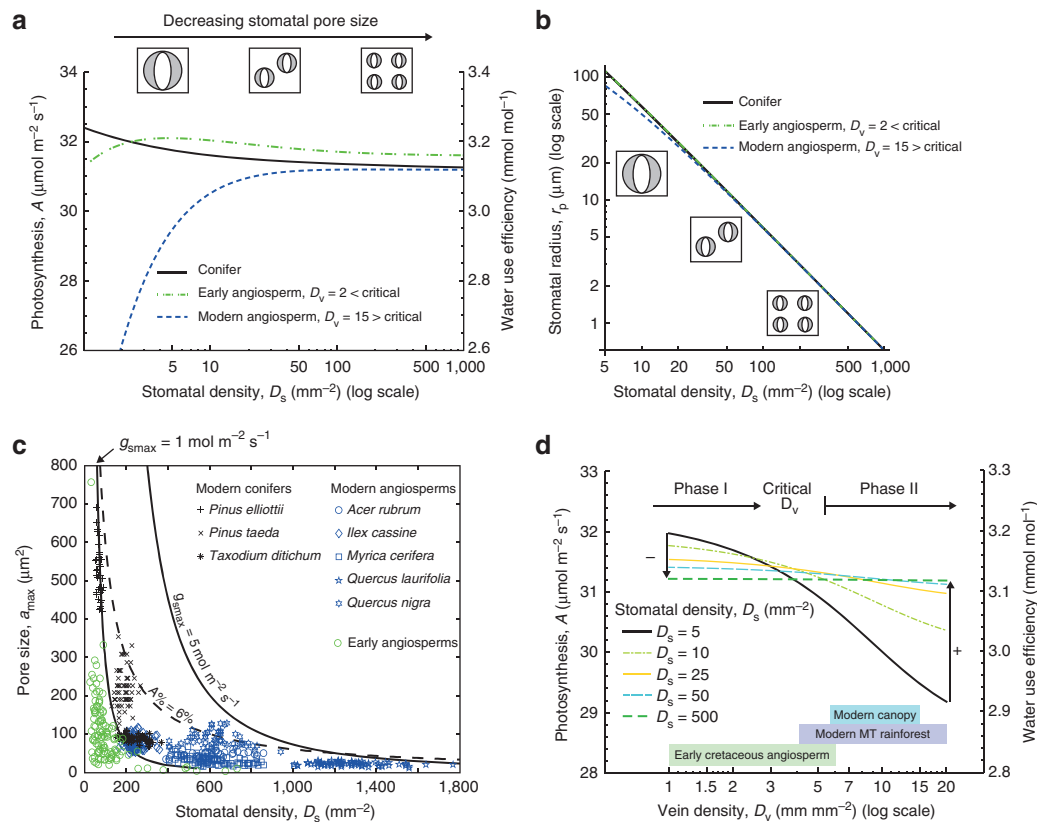 a
Decreasing stomatal pore size
34
32
30
28
26
Photosynthesis, A (μmol m−2 s−1)
3.4
3.2
3.0
2.8
2.6
Water use efficiency (mmol mol−1)
Conifer
Early angiosperm, Dv = 2 < critical
Modern angiosperm, Dv = 15 > critical
5 10 50 100 500 1,000
Stomatal density, Ds (mm−2) (log scale)
b
100
50
20
10
5
2
1
Stomatal radius, rp (μm) (log scale)
Conifer
Early angiosperm, Dv = 2 < critical
Modern angiosperm, Dv = 15 > critical
5 10 20 50 100 200 500 1,000
Stomatal density, Ds (mm−2) (log scale)
c
gsmax = 1 mol m−2 s−1
800
700
600
500
400
300
200
100
0
Pore size, amax (μm2)
Modern conifers
Pinus elliottii
Pinus taeda
Taxodium ditichum
Modern angiosperms
Acer rubrum
Ilex cassine
Myrica cerifera
Quercus laurifolia
Quercus nigra
Early angiosperms
gsmax = 5 mol m−2 s−1
A% = 6%
0 200 400 600 800 1,000 1,200 1,400 1,600 1,800
Stomatal density, Ds (mm−2)
d
33
32
31
30
29
28
Photosynthesis, A (μmol m−2 s−1)
3.3
3.2
3.1
3.0
2.9
2.8
Water use efficiency (mmol mol−1)
Phase I
Critical
Dv
Phase II
−
+
Stomatal density, Ds (mm−2)
Ds = 5
Ds = 10
Ds = 25
Ds = 50
Ds = 500
Modern canopy
Modern MT rainforest
Early cretaceous angiosperm
1 1.5 2 3 5 7 10 15 20
Vein density, Dv (mm mm−2) (log scale)